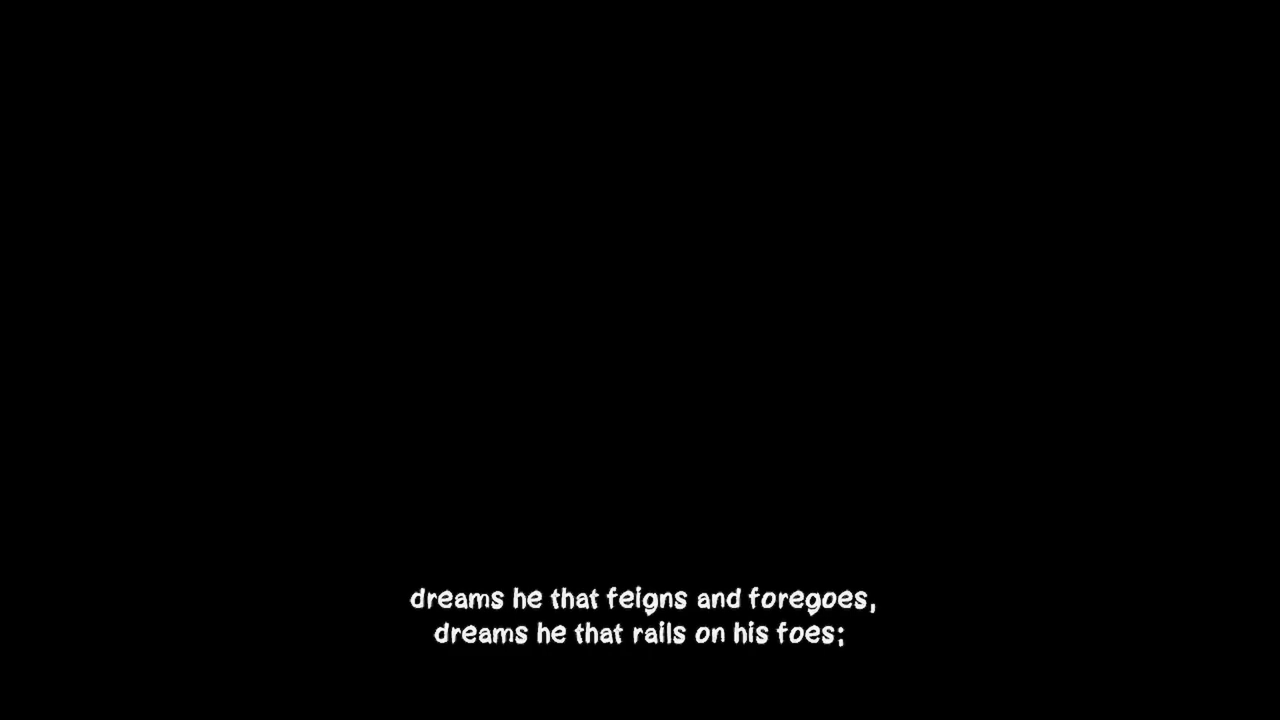 dreams he that feigns and foregoes,
dreams he that rails on his foes;